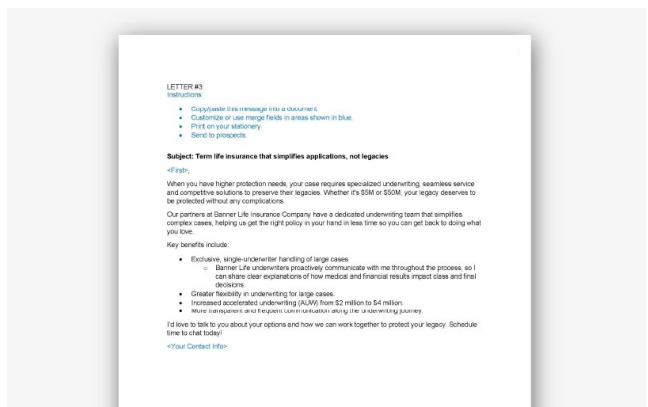 LETTER #3
Instructions
Copy/paste this message into a document.
Customize or use merge fields in areas shown in blue.
Print on your stationery.
Send to prospects.
Subject: Term life insurance that simplifies applications, not legacies
<First>,
When you have higher protection needs, your case requires specialized underwriting, seamless service
and competitive solutions to preserve their legacies. Whether it's $5M or $50M, your legacy deserves to
be protected without any complications.
Our partners at Banner Life Insurance Company have a dedicated underwriting team that simplifies
complex cases, helping us get the right policy in your hand in less time so you can get back to doing what
you love.
Key benefits include:
Exclusive, single-underwriter handling of large cases.
Banner Life underwriters proactively communicate with me throughout the process, so I
can share clear explanations of how medical and financial results impact class and final
decisions.
Greater flexibility in underwriting for large cases.
Increased accelerated underwriting (AUW) from $2 million to $4 million.
More transparent and frequent communication along the underwriting journey.
I'd love to talk to you about your options and how we can work together to protect your legacy. Schedule
time to chat today!
<Your Contact Info>